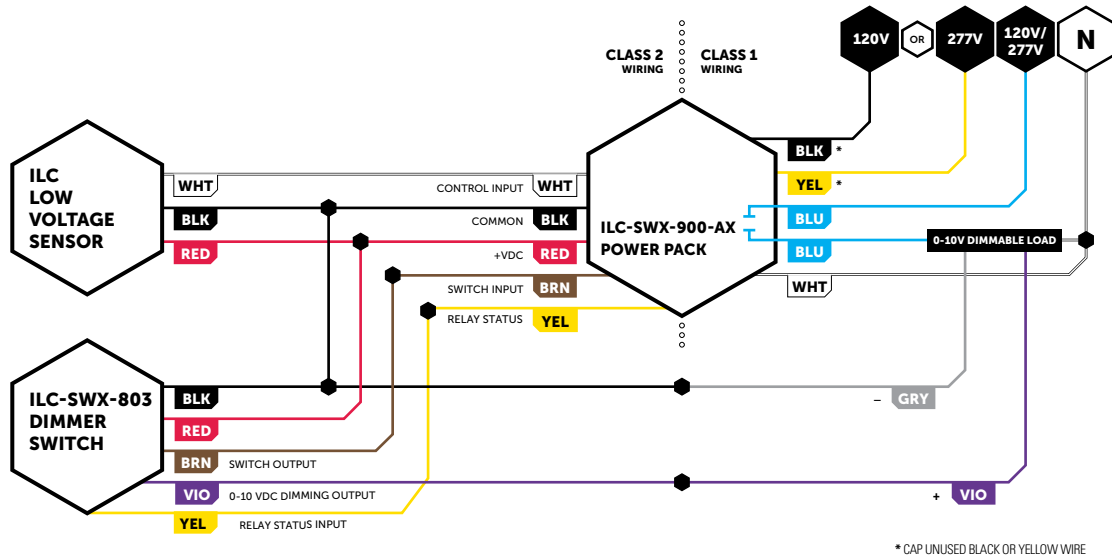 120V
OR
277V
120V/
277V
N
CLASS 2
WIRING
CLASS 1
WIRING
ILC
LOW
VOLTAGE
SENSOR
WHT
BLK
RED
CONTROL INPUT
WHT
COMMON
BLK
+VDC
RED
SWITCH INPUT
BRN
RELAY STATUS
YEL
ILC-SWX-900-AX
POWER PACK
BLK *
YEL *
BLU
BLU
WHT
0-10V DIMMABLE LOAD
ILC-SWX-803
DIMMER
SWITCH
BLK
RED
BRN SWITCH OUTPUT
VIO 0-10 VDC DIMMING OUTPUT
YEL RELAY STATUS INPUT
– GRY
+ VIO
* CAP UNUSED BLACK OR YELLOW WIRE